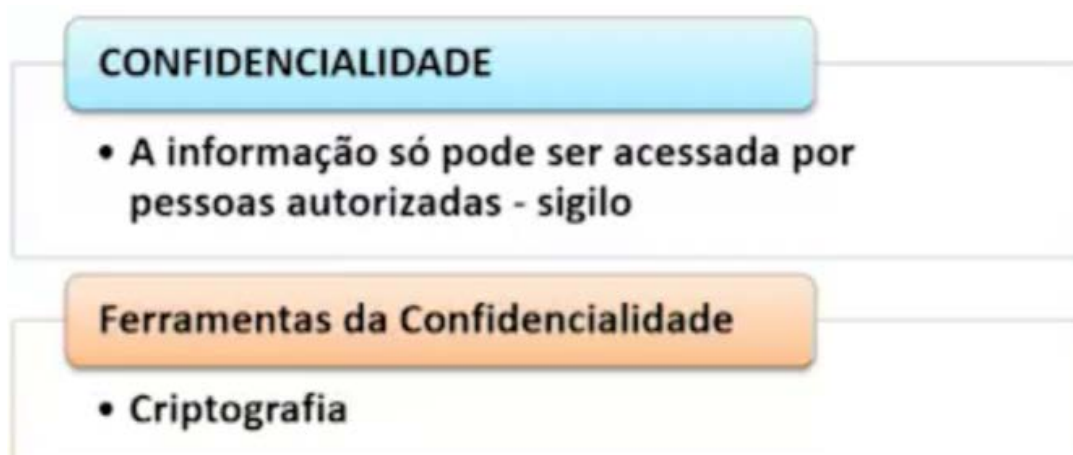 CONFIDENCIALIDADE
• A informação só pode ser acessada por
pessoas autorizadas - sigilo
Ferramentas da Confidencialidade
• Criptografia